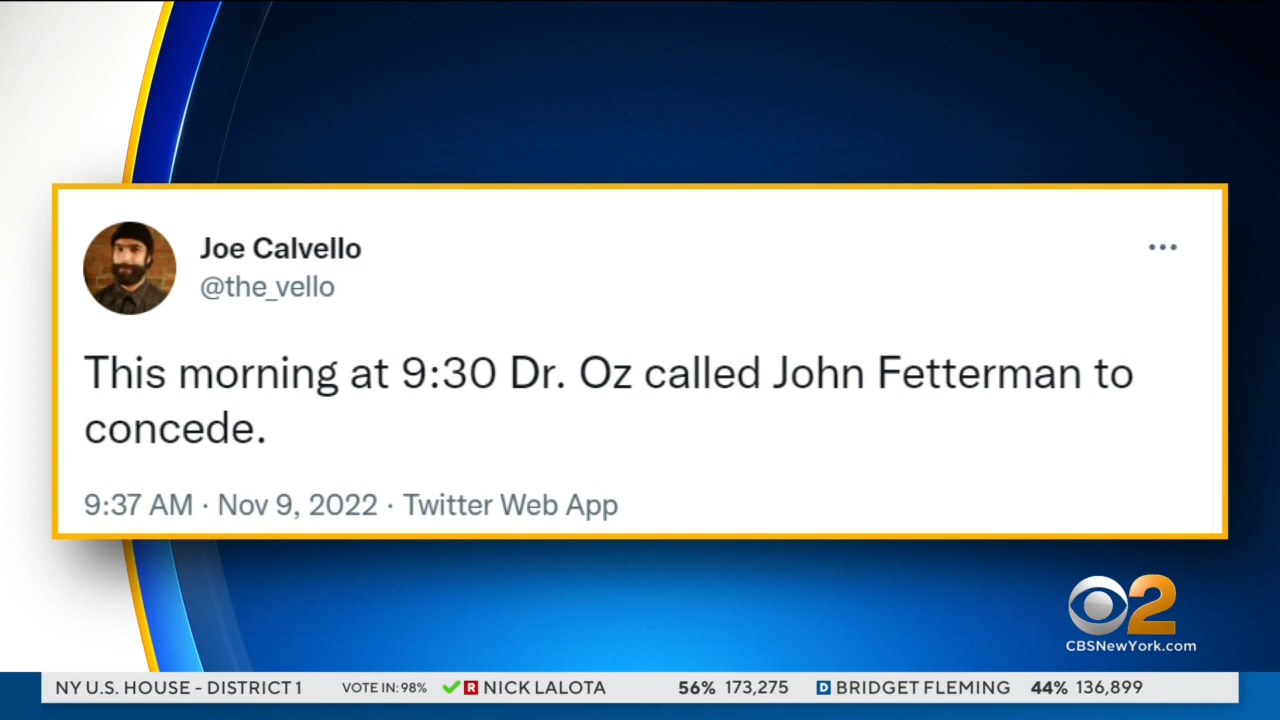 Joe Calvello
@the_vello
This morning at 9:30 Dr. Oz called John Fetterman to
concede.
9:37 AM · Nov 9, 2022 · Twitter Web App
2
CBSNewYork.com
NY U.S. HOUSE - DISTRICT 1 VOTE IN: 98% R NICK LALOTA 56% 173,275 D BRIDGET FLEMING 44% 136,899